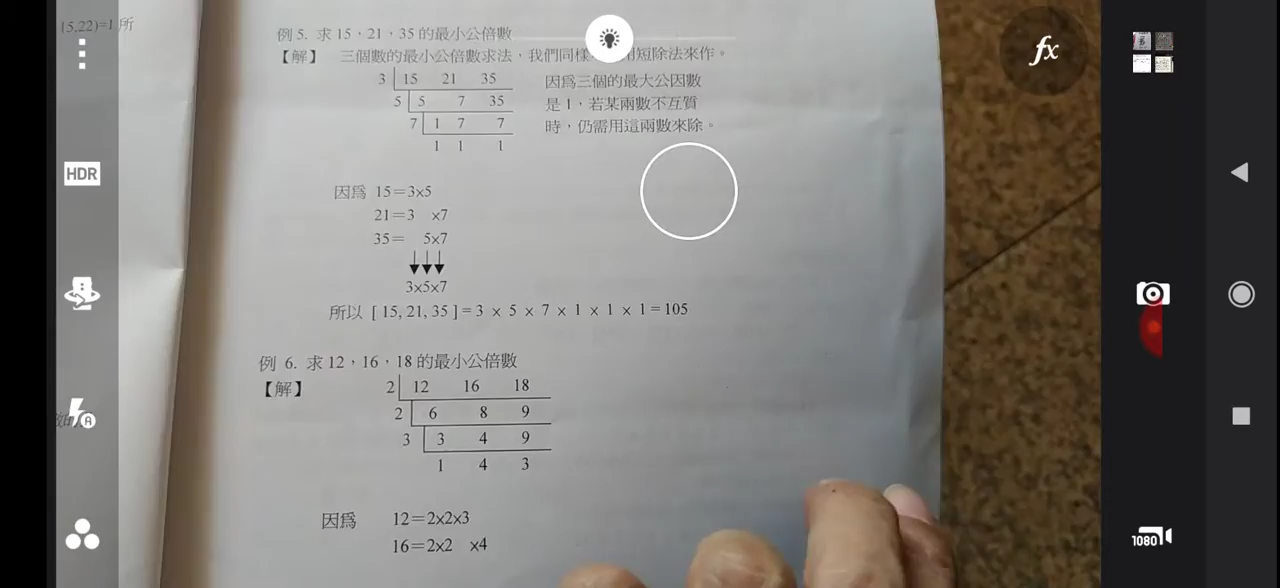 (5,22)=1 所
例 5. 求 15，21，35 的最小公倍數
【解】 三個數的最小公倍數求法，我們同樣 短除法來作。
3 15 21 35
因為三個的最大公因數
5 5 7 35
是 1，若某兩數不互質
7 1 7 7
時，仍需用這兩數來除。
1 1 1
因為 15＝3×5
21＝3 ×7
35＝ 5×7
3×5×7
所以 [ 15, 21, 35 ] = 3 × 5 × 7 × 1 × 1 × 1 = 105
例 6. 求 12，16，18 的最小公倍數
【解】
2 12 16 18
2 6 8 9
3 3 4 9
1 4 3
因為 12＝2×2×3
16＝2×2 ×4
HDR
A
fx
1080